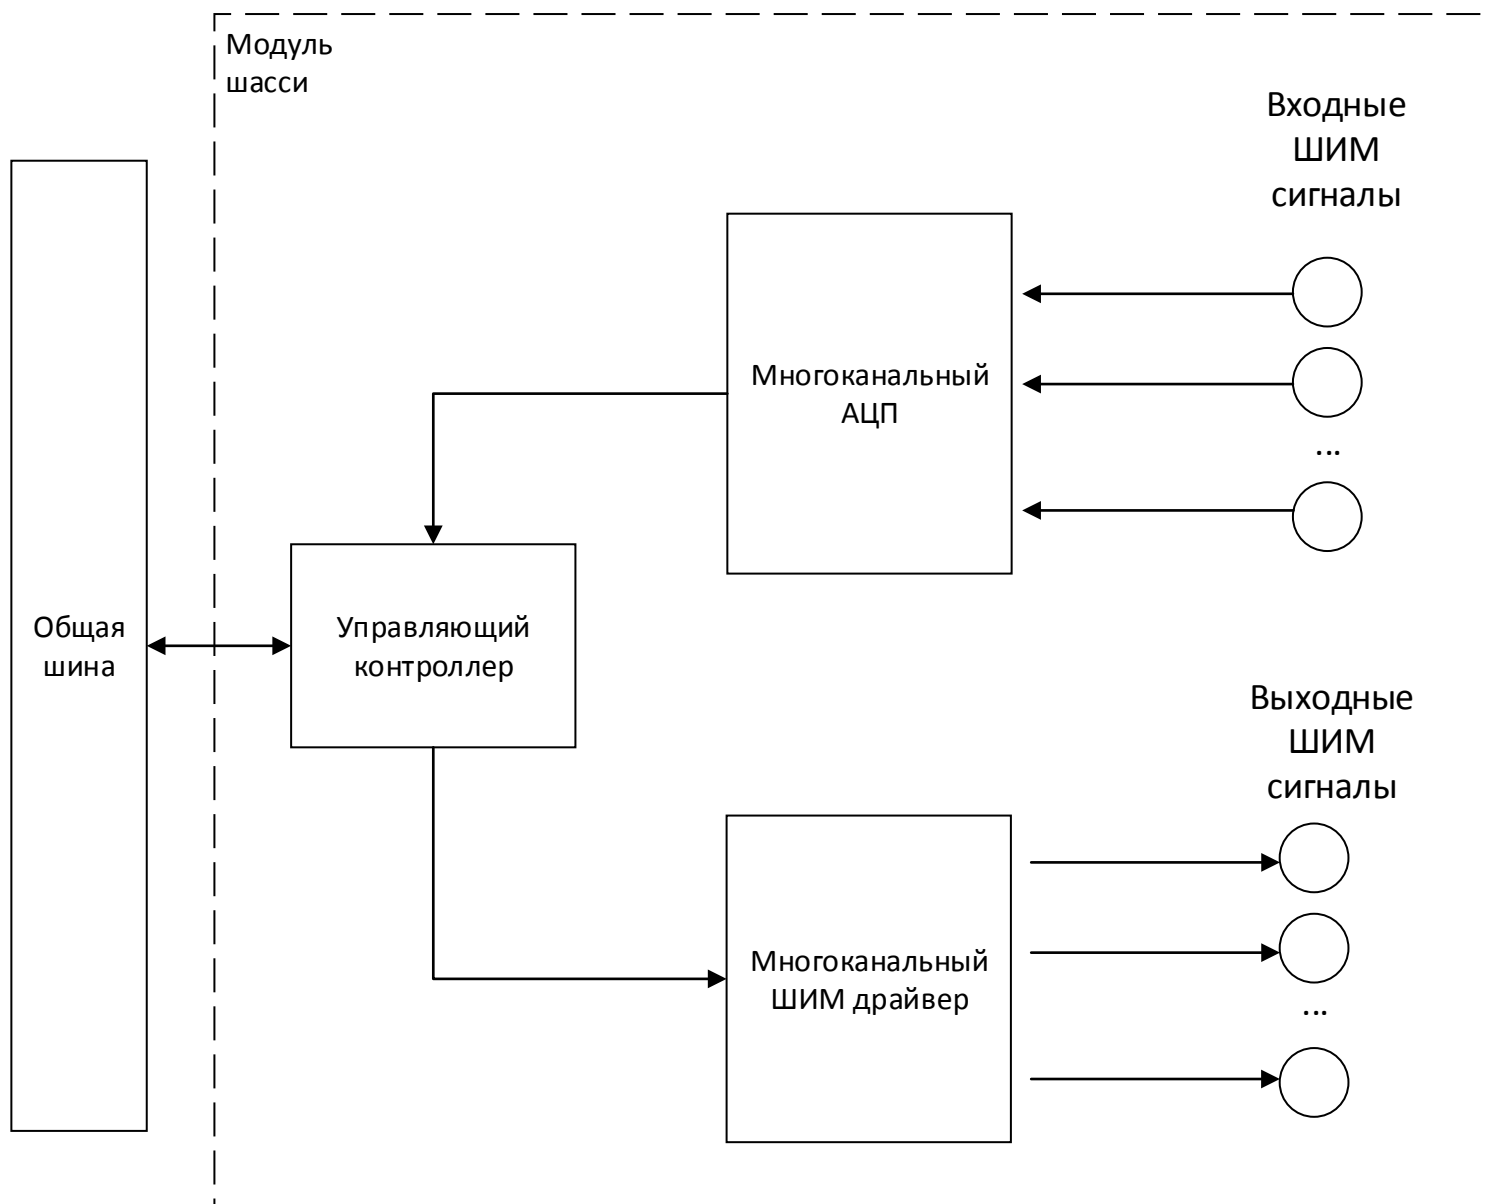 Модуль
шасси
Входные
ШИМ
сигналы
Многоканальный
АЦП
...
Общая
шина
Управляющий
контроллер
Выходные
ШИМ
сигналы
Многоканальный
ШИМ драйвер
...